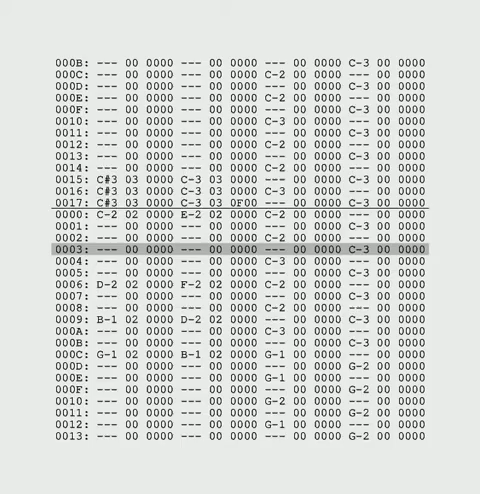 000B: --- 00 0000 --- 00 0000 --- 00 0000 C-3 00 0000
000C: --- 00 0000 --- 00 0000 C-2 00 0000 --- 00 0000
000D: --- 00 0000 --- 00 0000 --- 00 0000 C-3 00 0000
000E: --- 00 0000 --- 00 0000 C-2 00 0000 --- 00 0000
000F: --- 00 0000 --- 00 0000 --- 00 0000 C-3 00 0000
0010: --- 00 0000 --- 00 0000 C-3 00 0000 --- 00 0000
0011: --- 00 0000 --- 00 0000 --- 00 0000 C-3 00 0000
0012: --- 00 0000 --- 00 0000 C-2 00 0000 --- 00 0000
0013: --- 00 0000 --- 00 0000 --- 00 0000 C-3 00 0000
0014: --- 00 0000 --- 00 0000 C-2 00 0000 --- 00 0000
0015: C#3 03 0000 C-3 03 0000 --- 00 0000 C-3 00 0000
0016: C#3 03 0000 C-3 03 0000 C-3 00 0000 --- 00 0000
0017: C#3 03 0000 C-3 03 0F00 --- 00 0000 C-3 00 0000
0000: C-2 02 0000 E-2 02 0000 C-2 00 0000 --- 00 0000
0001: --- 00 0000 --- 00 0000 --- 00 0000 C-3 00 0000
0002: --- 00 0000 --- 00 0000 C-2 00 0000 --- 00 0000
0003: --- 00 0000 --- 00 0000 --- 00 0000 C-3 00 0000
0004: --- 00 0000 --- 00 0000 C-3 00 0000 --- 00 0000
0005: --- 00 0000 --- 00 0000 --- 00 0000 C-3 00 0000
0006: D-2 02 0000 F-2 02 0000 C-2 00 0000 --- 00 0000
0007: --- 00 0000 --- 00 0000 --- 00 0000 C-3 00 0000
0008: --- 00 0000 --- 00 0000 C-2 00 0000 --- 00 0000
0009: B-1 02 0000 D-2 02 0000 --- 00 0000 C-3 00 0000
000A: --- 00 0000 --- 00 0000 C-3 00 0000 --- 00 0000
000B: --- 00 0000 --- 00 0000 --- 00 0000 C-3 00 0000
000C: G-1 02 0000 B-1 02 0000 G-1 00 0000 --- 00 0000
000D: --- 00 0000 --- 00 0000 --- 00 0000 G-2 00 0000
000E: --- 00 0000 --- 00 0000 G-1 00 0000 --- 00 0000
000F: --- 00 0000 --- 00 0000 --- 00 0000 G-2 00 0000
0010: --- 00 0000 --- 00 0000 G-2 00 0000 --- 00 0000
0011: --- 00 0000 --- 00 0000 --- 00 0000 G-2 00 0000
0012: --- 00 0000 --- 00 0000 G-1 00 0000 --- 00 0000
0013: --- 00 0000 --- 00 0000 --- 00 0000 G-2 00 0000